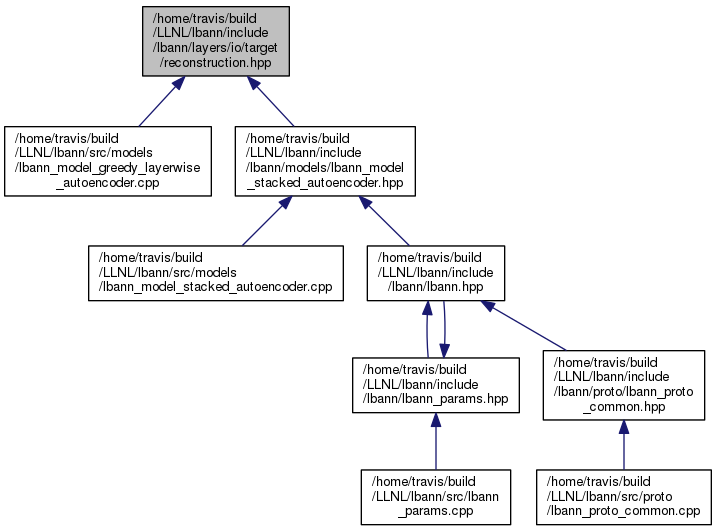 /home/travis/build
/LLNL/lbann/include
/lbann/layers/io/target
/reconstruction.hpp
/home/travis/build
/LLNL/lbann/src/models
/lbann_model_greedy_layerwise
_autoencoder.cpp
/home/travis/build
/LLNL/lbann/include
/lbann/models/lbann_model
_stacked_autoencoder.hpp
/home/travis/build
/LLNL/lbann/src/models
/lbann_model_stacked_autoencoder.cpp
/home/travis/build
/LLNL/lbann/include
/lbann/lbann.hpp
/home/travis/build
/LLNL/lbann/include
/lbann/lbann_params.hpp
/home/travis/build
/LLNL/lbann/include
/lbann/proto/lbann_proto
_common.hpp
/home/travis/build
/LLNL/lbann/src/lbann
_params.cpp
/home/travis/build
/LLNL/lbann/src/proto
/lbann_proto_common.cpp